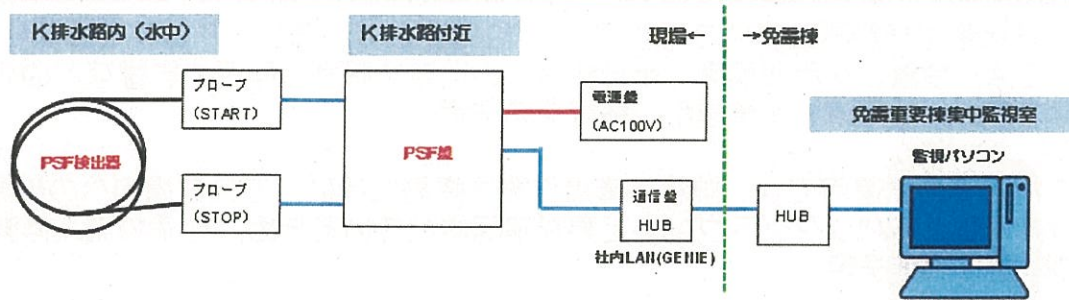 K排水路内（水中）
K排水路付近
現場←
→免震棟
プローブ
(START)
電源盤
(AC100V)
免震重要棟集中監視室
PSF検出器
PSF盤
監視パソコン
プローブ
(STOP)
通信盤
HUB
HUB
社内LAN(GENIE)